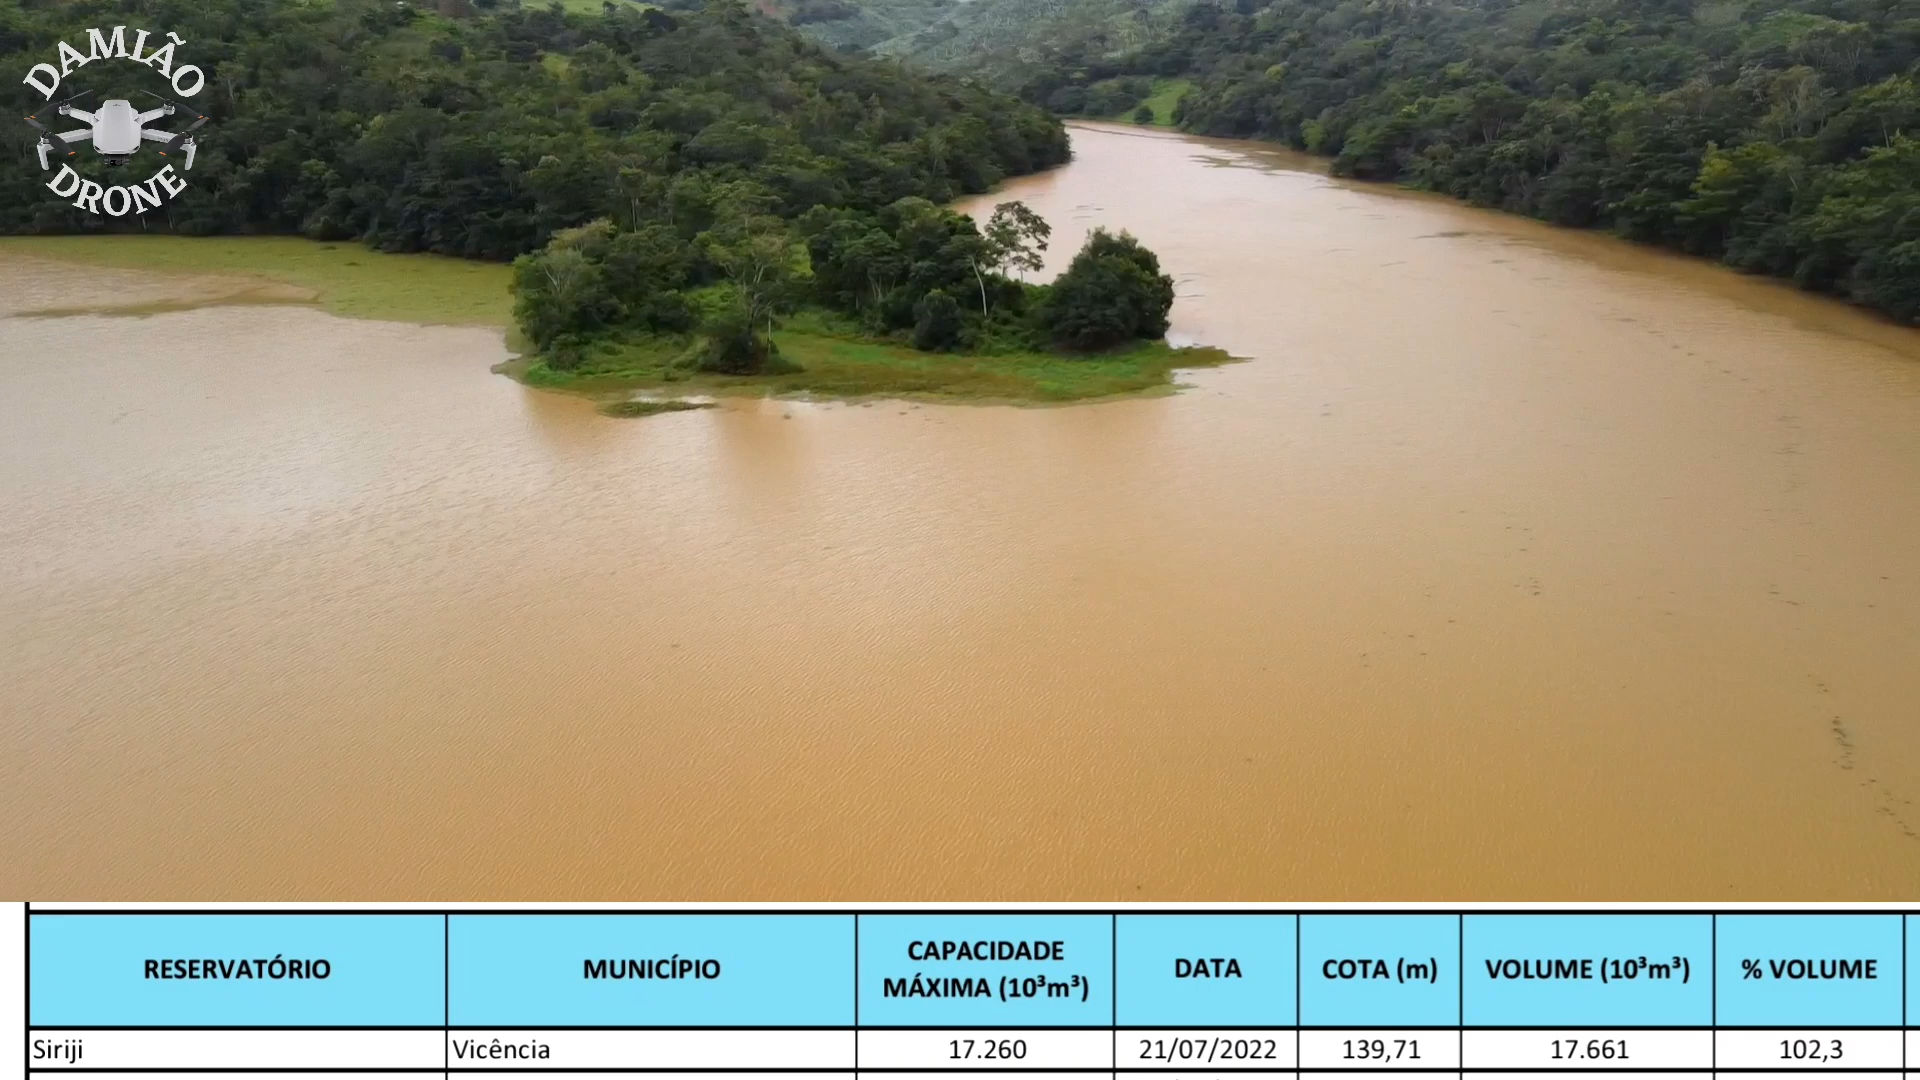 DAMIÃO
DRONE
RESERVATÓRIO MUNICÍPIO CAPACIDADE MÁXIMA (10³m³) DATA COTA (m) VOLUME (10³m³) % VOLUME
Siriji Vicência 17.260 21/07/2022 139,71 17.661 102,3